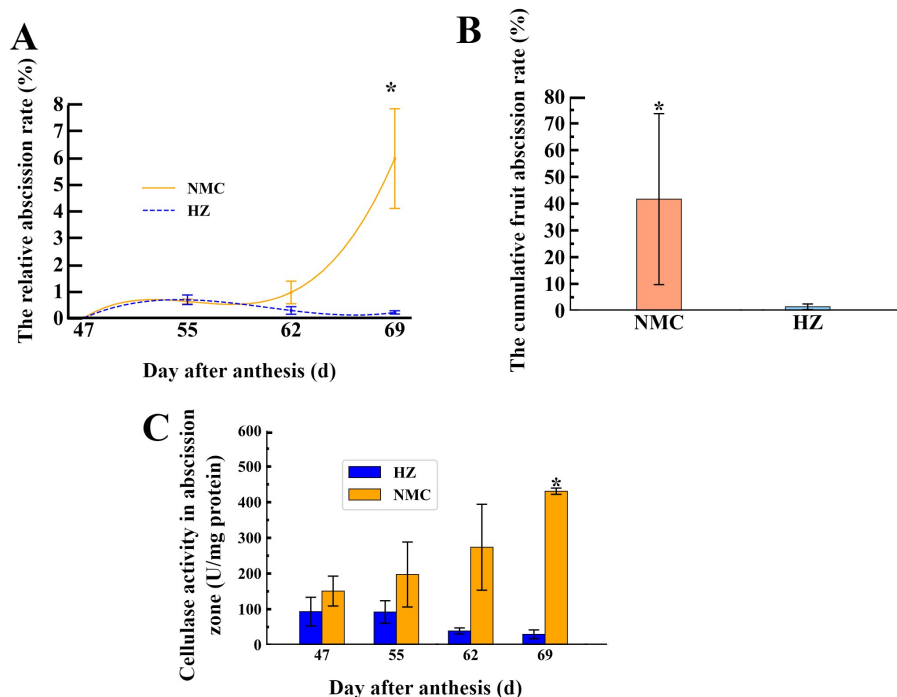 A
The relative abscission rate (%)
8
7
6
5
4
3
2
1
0
*
NMC
HZ
47 55 62 69
Day after anthesis (d)
B
The cumulative fruit abscission rate (%)
80
70
60
50
40
30
20
10
0
*
NMC HZ
C
Cellulase activity in abscission
zone (U/mg protein)
600
500
400
300
200
100
0
HZ
NMC
*
47 55 62 69
Day after anthesis (d)